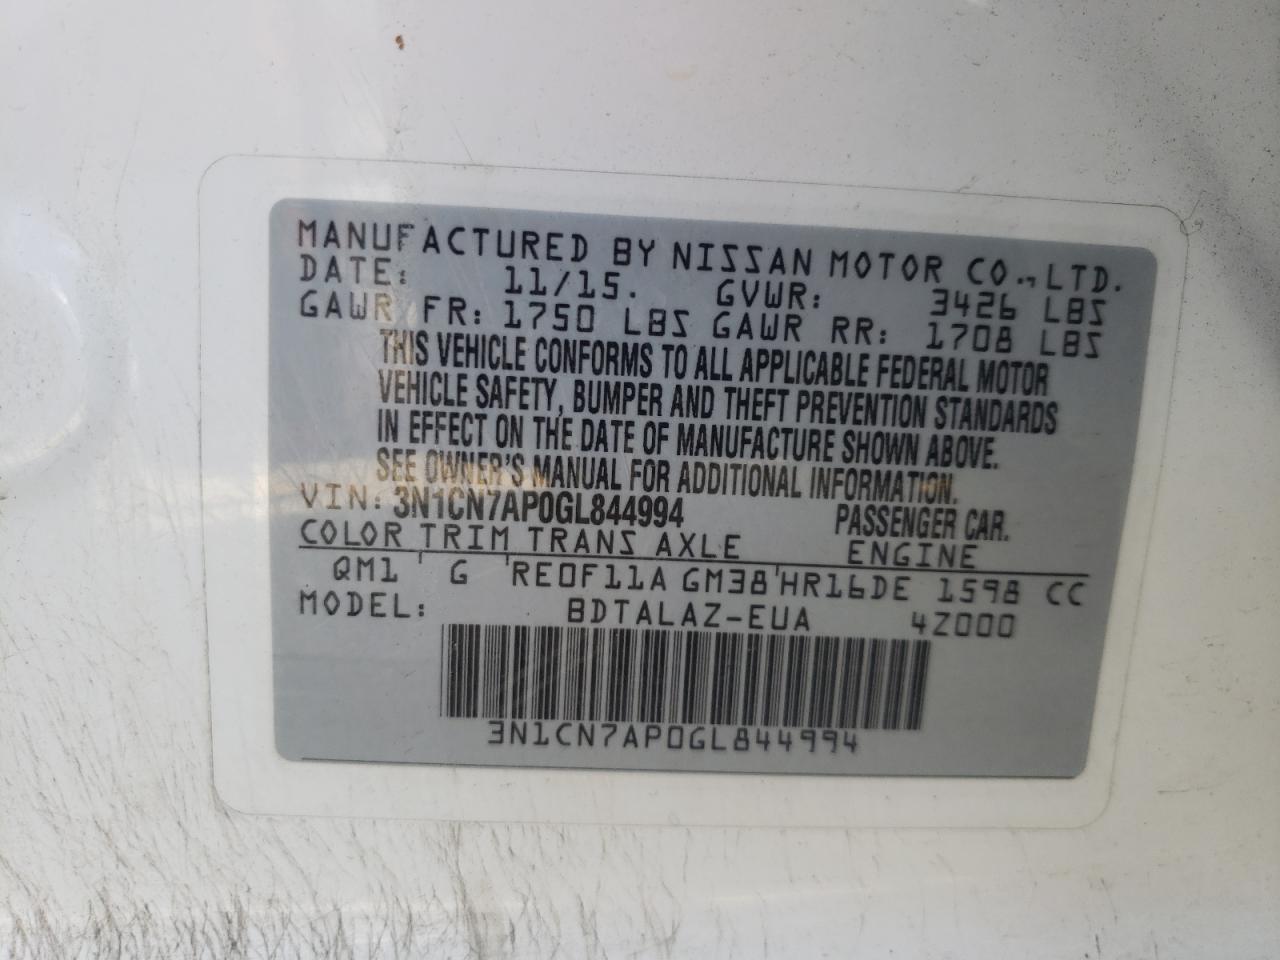 MANUFACTURED BY NISSAN MOTOR CO., LTD.
DATE: 11/15. GVWR: 3426 LBS
GAWR FR: 1750 LBS GAWR RR: 1708 LBS
THIS VEHICLE CONFORMS TO ALL APPLICABLE FEDERAL MOTOR
VEHICLE SAFETY, BUMPER AND THEFT PREVENTION STANDARDS
IN EFFECT ON THE DATE OF MANUFACTURE SHOWN ABOVE.
SEE OWNER'S MANUAL FOR ADDITIONAL INFORMATION.
VIN: 3N1CN7AP0GL844994 PASSENGER CAR.
COLOR TRIM TRANS AXLE ENGINE
QM1 G RE0F11A GM38 HR16DE 1598 CC
MODEL: BDTALAZ-EUA 4Z000
3N1CN7AP0GL844994